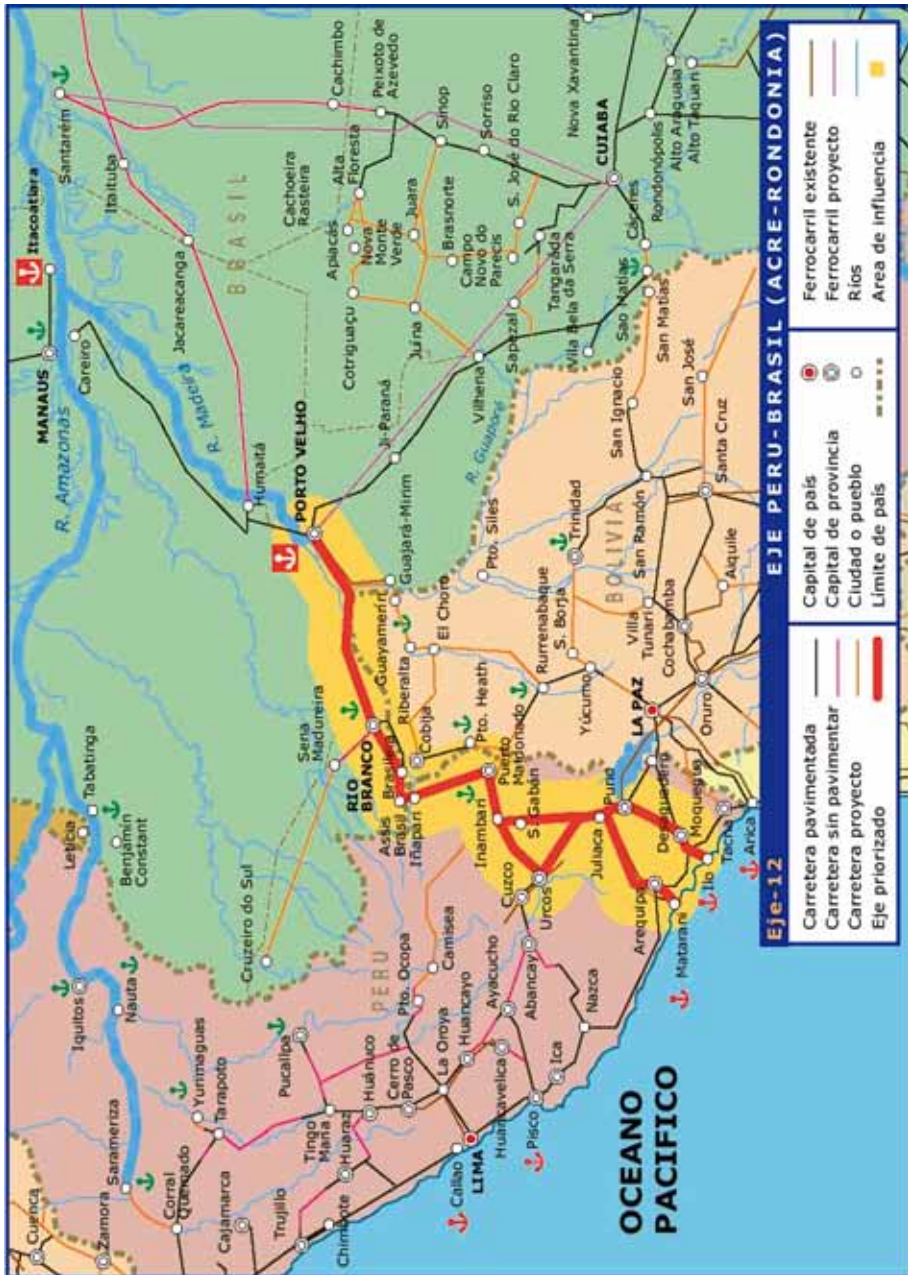 Cuenca
Zamora
Sarameriza
Corral
Quemado
Cajamarca
Trujillo
Chimbote
Iquitos
Nauta
Yurimaguas
Tarapoto
Pucallpa
Tingo
María
Huaraz
Huánuco
Cerro de
Pasco
La Oroya
Huancayo
Huancavelica
Callao
LIMA
Pisco
Ica
Nazca
Ayacucho
Abancay
Pto. Ocopa
Camisea
PERU
Cuzco
Urcos
Leticia
Tabatinga
Benjamin
Constant
Cruzeiro do Sul
Sena
Madureira
RIO
BRANCO
Assis
Brasil
Brasileia
Iñapari
Cobija
Inambari
Puerto
Maldonado
S. Gabán
Juliaca
Puno
Desaguadero
Moquegua
Arequipa
Matarani
Ilo
Tacna
Arica
OCEANO
PACIFICO
MANAUS
Itacoatiara
Careiro
R. Amazonas
R. Madeira
Humaitá
PORTO VELHO
Jacareacanga
Itaituba
Santarém
BRASIL
Cachimbo
Peixoto de
Azevedo
Alta
Floresta
Cachoeira
Rasteira
Apiacás
Nova
Monte
Verde
Cotriguaçu
Juara
Juína
Sinop
Sorriso
Brasnorte
Campo
Novo do
Parecis
S. José do Rio Claro
Nova Xavantina
CUIABA
Rondonópolis
Alto Araguaia
Alto Taquari
Cáceres
Tangará da Serra
Sapezal
Vilhena
Vila Bela da Serra
Ji-Paraná
R. Guaporé
Guajará-Mirim
Guayamerín
Riberalta
El Choro
Pto. Heath
Pto. Siles
Trinidad
Rurrenabaque
S. Borja
Yúcumo
BOLIVIA
San Ramón
San Ignacio
San Matias
Sao Matias
San José
Santa Cruz
Villa
Tunari
Cochabamba
Aiquile
Oruro
LA PAZ
Eje-12
EJE PERU-BRASIL (ACRE-RONDONIA)
Carretera pavimentada
Carretera sin pavimentar
Carretera proyecto
Eje priorizado
Capital de país
Capital de provincia
Ciudad o pueblo
Límite de país
Ferrocarril existente
Ferrocarril proyecto
Ríos
Area de influencia